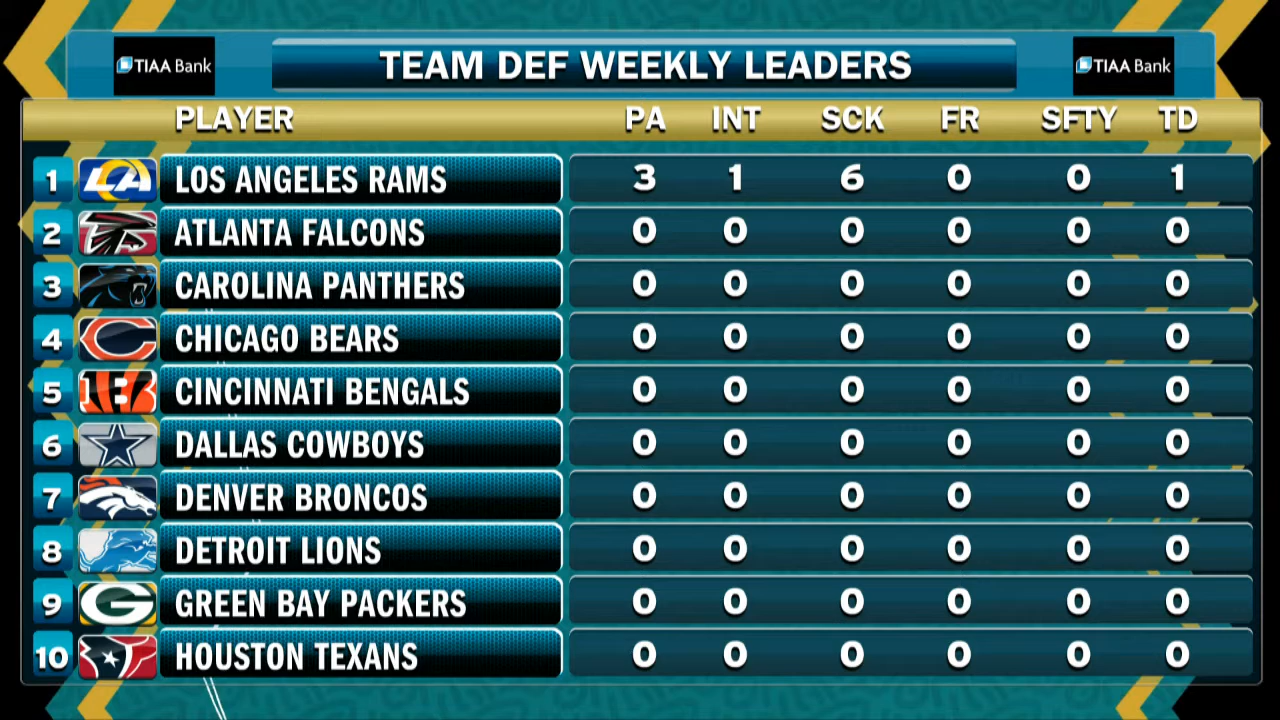 TIAA Bank TEAM DEF WEEKLY LEADERS TIAA Bank
PLAYER PA INT SCK FR SFTY TD
1 LA LOS ANGELES RAMS 3 1 6 0 0 1
2 ATLANTA FALCONS 0 0 0 0 0 0
3 CAROLINA PANTHERS 0 0 0 0 0 0
4 C CHICAGO BEARS 0 0 0 0 0 0
5 B CINCINNATI BENGALS 0 0 0 0 0 0
6 DALLAS COWBOYS 0 0 0 0 0 0
7 DENVER BRONCOS 0 0 0 0 0 0
8 DETROIT LIONS 0 0 0 0 0 0
9 G GREEN BAY PACKERS 0 0 0 0 0 0
10 HOUSTON TEXANS 0 0 0 0 0 0